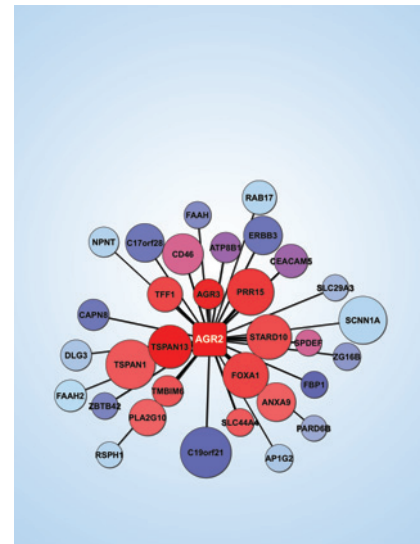 RAB17
FAAH
C17orf28
ERBB3
NPNT
ATP8B1
CD46
CEACAM5
SLC29A3
AGR3
PRR15
TFF1
CAPN8
SCNN1A
AGR2
STARD10
TSPAN13
SPDEF
DLG3
ZG16B
TSPAN1
FOXA1
FBP1
TMBIM6
FAAH2
ZBTB42
ANXA9
PLA2G10
SLC44A4
PARD6B
C19orf21
RSPH1
AP1G2